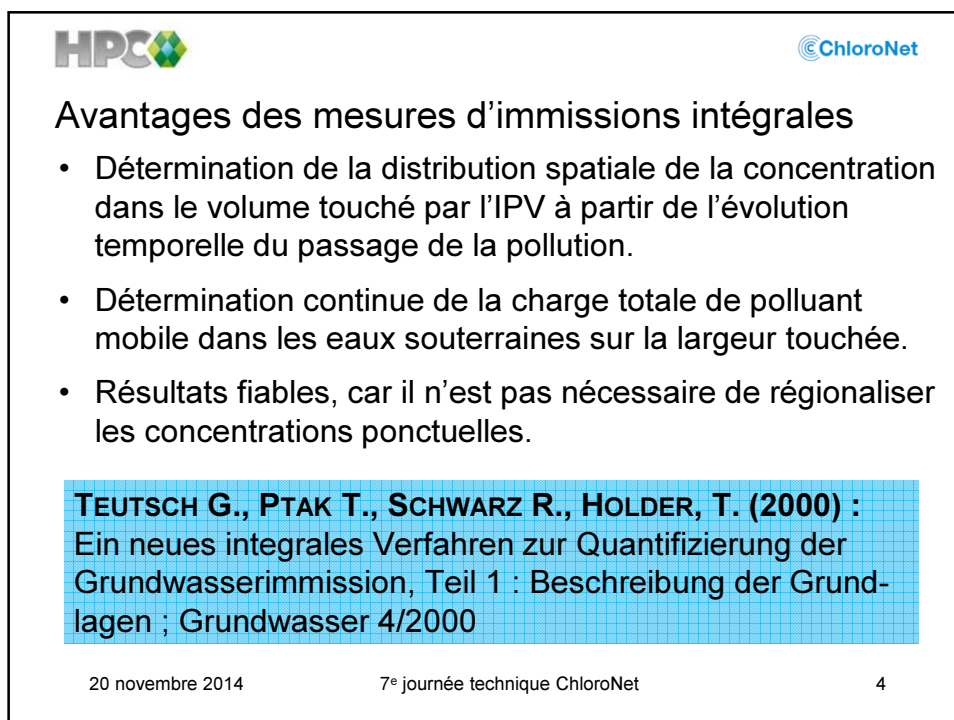 HPC
©ChloroNet
Avantages des mesures d’immissions intégrales
• Détermination de la distribution spatiale de la concentration
dans le volume touché par l’IPV à partir de l’évolution
temporelle du passage de la pollution.
• Détermination continue de la charge totale de polluant
mobile dans les eaux souterraines sur la largeur touchée.
• Résultats fiables, car il n’est pas nécessaire de régionaliser
les concentrations ponctuelles.
TEUTSCH G., PTAK T., SCHWARZ R., HOLDER, T. (2000) :
Ein neues integrales Verfahren zur Quantifizierung der
Grundwasserimmission, Teil 1 : Beschreibung der Grund-
lagen ; Grundwasser 4/2000
20 novembre 2014 7e journée technique ChloroNet 4